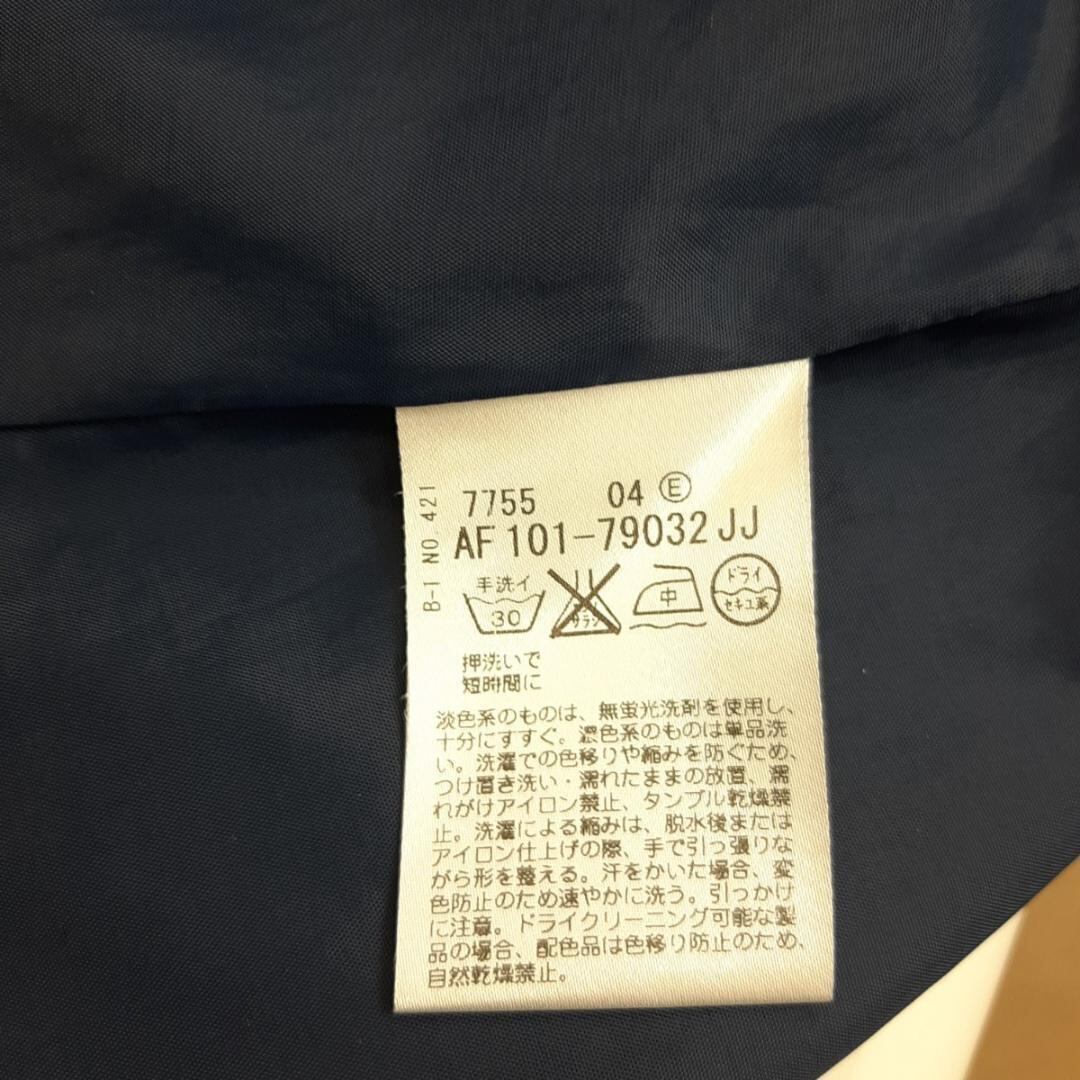 B-1 NO.421
7755 04 Ⓔ
AF 101-79032 JJ
手洗イ
30
サラシ
中
ドライ
セキユ系
押洗いで
短時間に
淡色系のものは、無蛍光洗剤を使用し、
十分にすすぐ。濃色系のものは単品洗
い。洗濯での色移りや縮みを防ぐため、
つけ置き洗い・濡れたままの放置、濡
れがけアイロン禁止、タンブル乾燥禁
止。洗濯による縮みは、脱水後または
アイロン仕上げの際、手で引っ張りな
がら形を整える。汗をかいた場合、変
色防止のため速やかに洗う。引っかけ
に注意。ドライクリーニング可能な製
品の場合、配色品は色移り防止のため、
自然乾燥禁止。